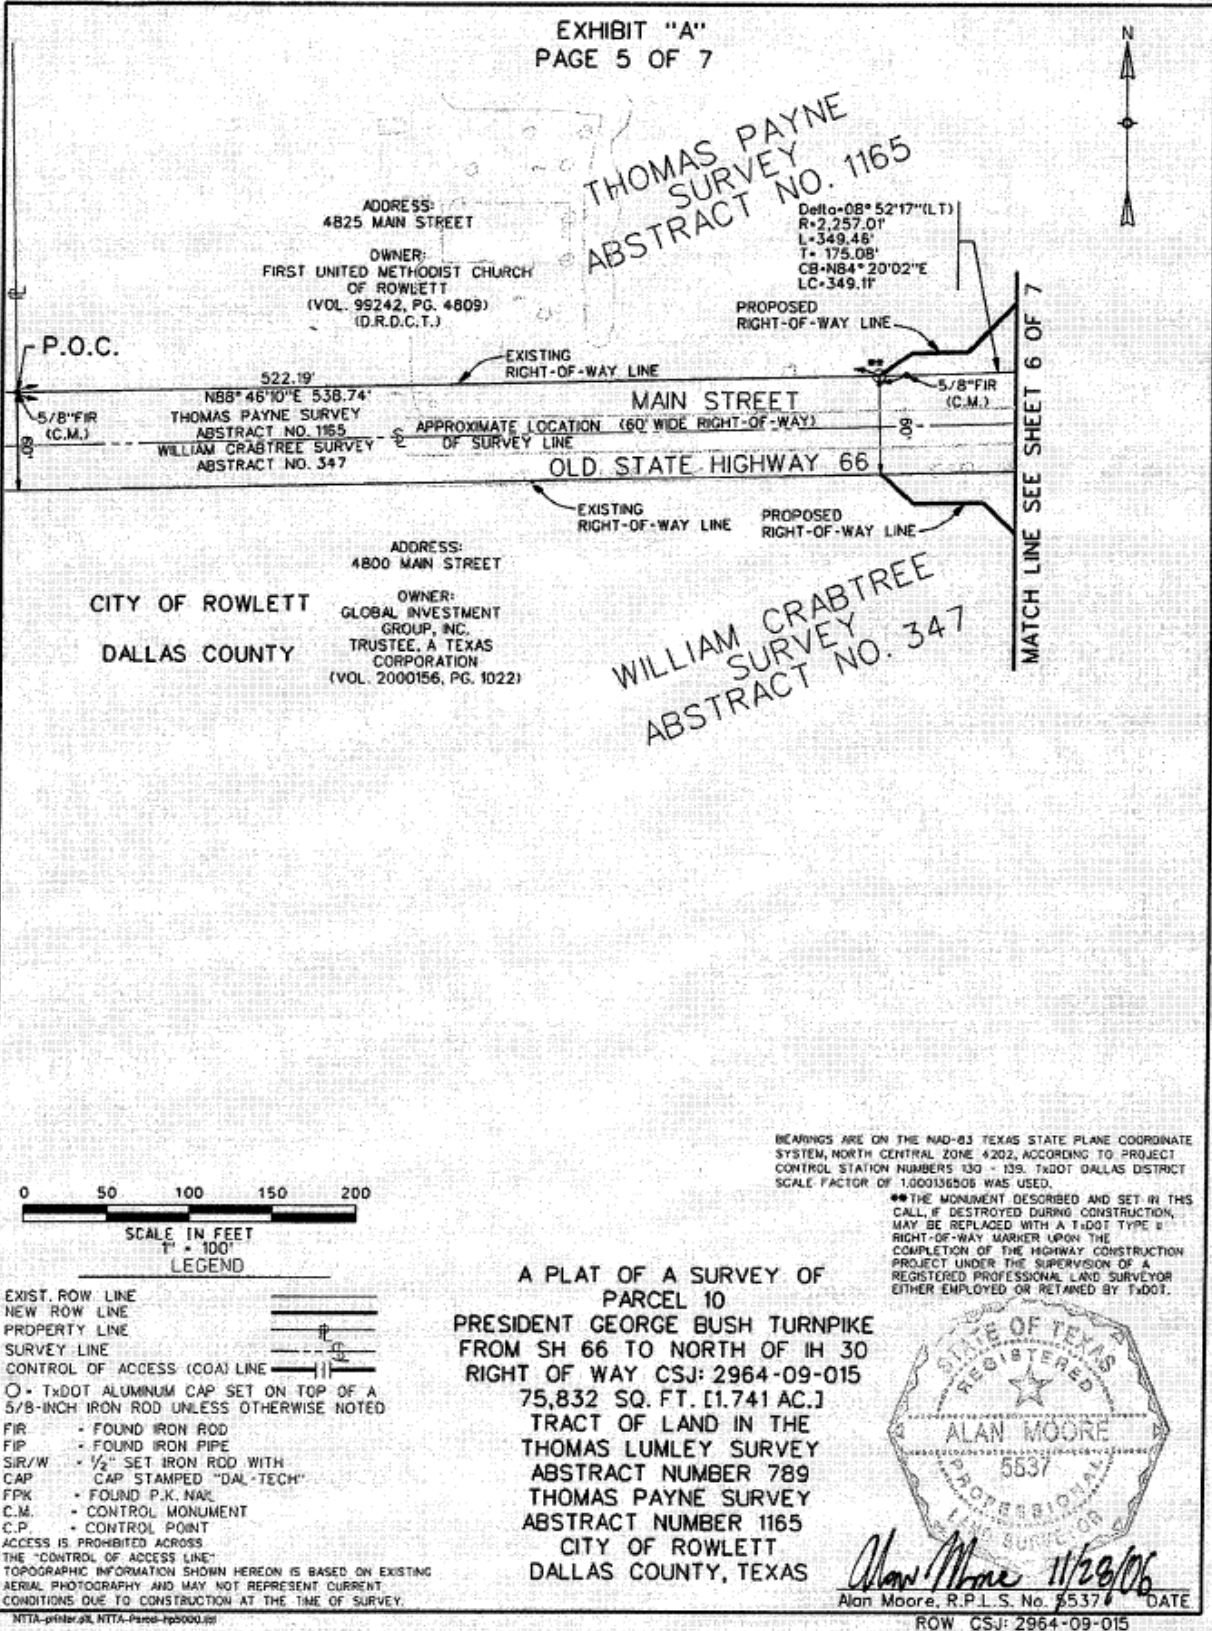 EXHIBIT "A"
PAGE 5 OF 7
N
THOMAS PAYNE
SURVEY
ABSTRACT NO. 1165
ADDRESS:
4825 MAIN STREET
OWNER:
FIRST UNITED METHODIST CHURCH
OF ROWLETT
(VOL. 99242, PG. 4809)
(D.R.D.C.T.)
Delta=08°52'17"(LT)
R=2,257.01'
L=349.46'
T= 175.08'
CB=N84°20'02"E
LC=349.11'
PROPOSED
RIGHT-OF-WAY LINE
P.O.C.
EXISTING
RIGHT-OF-WAY LINE
522.19'
N88°46'10"E 538.74'
5/8"FIR
(C.M.)
THOMAS PAYNE SURVEY
ABSTRACT NO. 1165
WILLIAM CRABTREE SURVEY
ABSTRACT NO. 347
60'
MAIN STREET
APPROXIMATE LOCATION (60' WIDE RIGHT-OF-WAY)
OF SURVEY LINE
OLD STATE HIGHWAY 66
**
5/8"FIR
(C.M.)
60'
MATCH LINE SEE SHEET 6 OF 7
EXISTING
RIGHT-OF-WAY LINE
PROPOSED
RIGHT-OF-WAY LINE
ADDRESS:
4800 MAIN STREET
OWNER:
GLOBAL INVESTMENT
GROUP, INC.
TRUSTEE, A TEXAS
CORPORATION
(VOL. 2000156, PG. 1022)
CITY OF ROWLETT
DALLAS COUNTY
WILLIAM CRABTREE
SURVEY
ABSTRACT NO. 347
BEARINGS ARE ON THE NAD-83 TEXAS STATE PLANE COORDINATE
SYSTEM, NORTH CENTRAL ZONE 4202, ACCORDING TO PROJECT
CONTROL STATION NUMBERS 130 - 139. TxDOT DALLAS DISTRICT
SCALE FACTOR OF 1.000136506 WAS USED.
**THE MONUMENT DESCRIBED AND SET IN THIS
CALL, IF DESTROYED DURING CONSTRUCTION,
MAY BE REPLACED WITH A TxDOT TYPE II
RIGHT-OF-WAY MARKER UPON THE
COMPLETION OF THE HIGHWAY CONSTRUCTION
PROJECT UNDER THE SUPERVISION OF A
REGISTERED PROFESSIONAL LAND SURVEYOR
EITHER EMPLOYED OR RETAINED BY TxDOT.
0 50 100 150 200
SCALE IN FEET
1" = 100'
LEGEND
EXIST. ROW LINE
NEW ROW LINE
PROPERTY LINE
SURVEY LINE
CONTROL OF ACCESS (COA) LINE
O - TxDOT ALUMINUM CAP SET ON TOP OF A
5/8-INCH IRON ROD UNLESS OTHERWISE NOTED
FIR - FOUND IRON ROD
FIP - FOUND IRON PIPE
SIR/W - 1/2" SET IRON ROD WITH
CAP CAP STAMPED "DAL-TECH"
FPK - FOUND P.K. NAIL
C.M. - CONTROL MONUMENT
C.P. - CONTROL POINT
ACCESS IS PROHIBITED ACROSS
THE "CONTROL OF ACCESS LINE"
TOPOGRAPHIC INFORMATION SHOWN HEREON IS BASED ON EXISTING
AERIAL PHOTOGRAPHY AND MAY NOT REPRESENT CURRENT
CONDITIONS DUE TO CONSTRUCTION AT THE TIME OF SURVEY.
A PLAT OF A SURVEY OF
PARCEL 10
PRESIDENT GEORGE BUSH TURNPIKE
FROM SH 66 TO NORTH OF IH 30
RIGHT OF WAY CSJ: 2964-09-015
75,832 SQ. FT. [1.741 AC.]
TRACT OF LAND IN THE
THOMAS LUMLEY SURVEY
ABSTRACT NUMBER 789
THOMAS PAYNE SURVEY
ABSTRACT NUMBER 1165
CITY OF ROWLETT
DALLAS COUNTY, TEXAS
STATE OF TEXAS
REGISTERED
ALAN MOORE
5537
PROFESSIONAL
LAND SURVEYOR
Alan Moore 11/28/06
Alan Moore, R.P.L.S. No. 5537 DATE
ROW CSJ: 2964-09-015